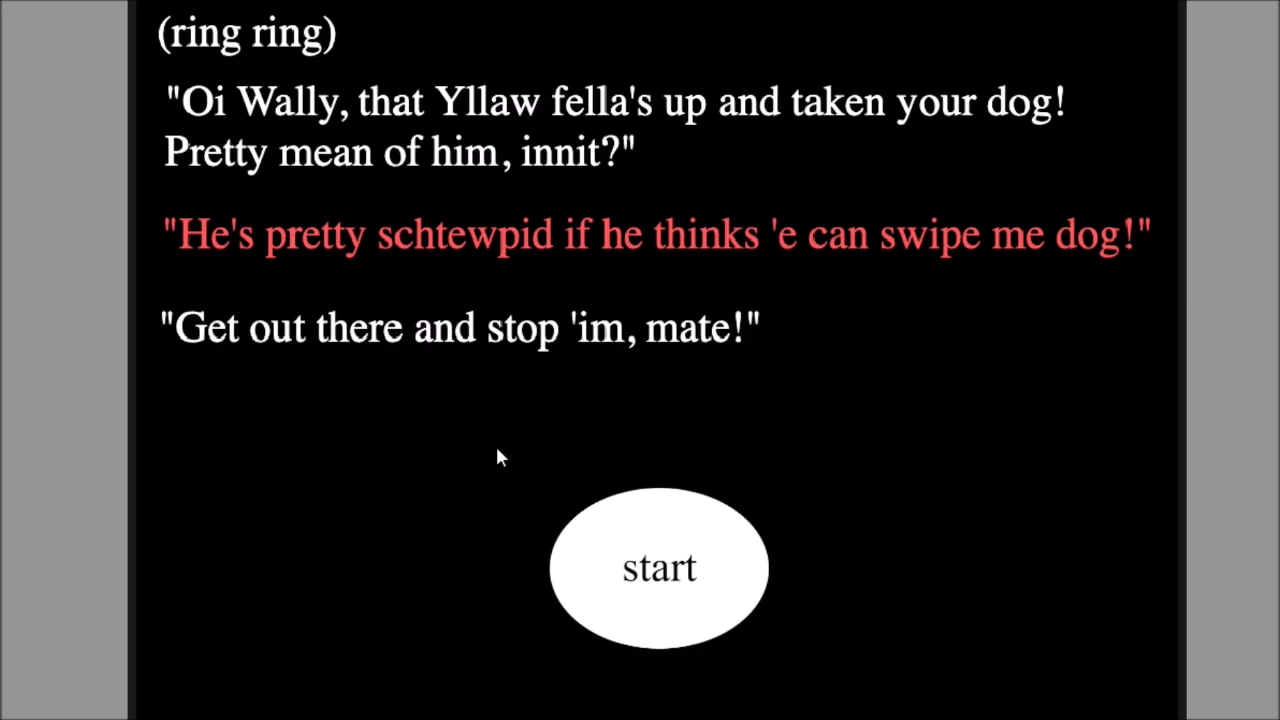 (ring ring)
"Oi Wally, that Yllaw fella's up and taken your dog!
Pretty mean of him, innit?"
"He's pretty schtewpid if he thinks 'e can swipe me dog!"
"Get out there and stop 'im, mate!"
start